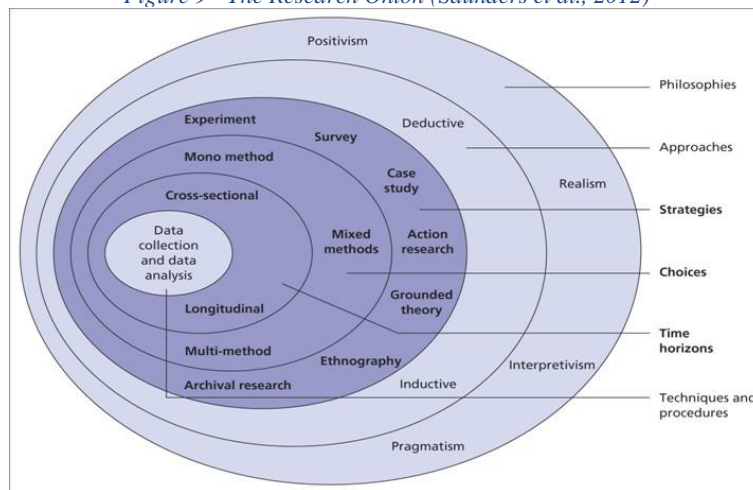 Figure 9 - The Research Onion (Saunders et al., 2012)
Positivism
Philosophies
Experiment
Deductive
Survey
Approaches
Mono method
Case
study
Realism
Cross-sectional
Strategies
Data
collection
and data
analysis
Mixed
methods
Action
research
Choices
Longitudinal
Grounded
theory
Time
horizons
Multi-method
Ethnography
Interpretivism
Archival research
Inductive
Techniques and
procedures
Pragmatism